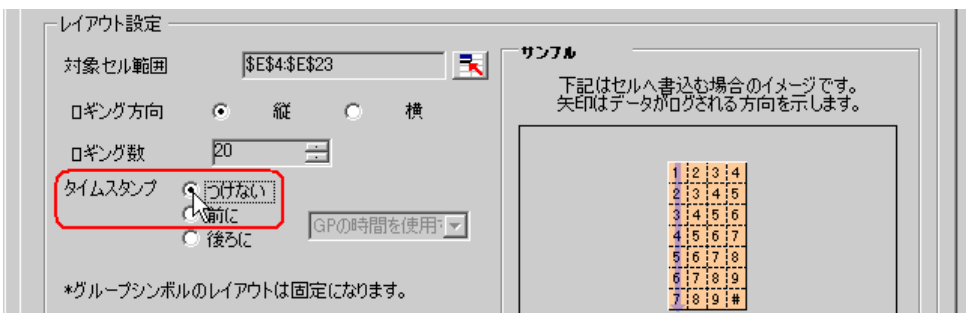 レイアウト設定
対象セル範囲 $E$4:$E$23
ロギング方向 縦 横
ロギング数 20
タイムスタンプ つけない
前に
後ろに
GPの時間を使用
*グループシンボルのレイアウトは固定になります。
サンプル
下記はセルへ書込む場合のイメージです。
矢印はデータがログされる方向を示します。
1 2 3 4
2 3 4 5
3 4 5 6
4 5 6 7
5 6 7 8
6 7 8 9
7 8 9 #